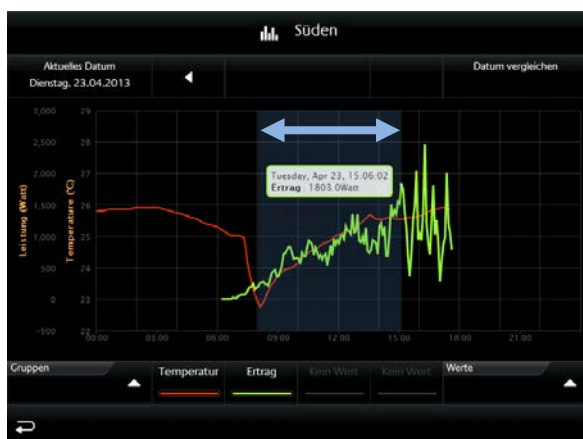 Süden
Aktuelles Datum
Dienstag, 23.04.2013
Datum vergleichen
Leistung (Watt)
Temperature (°C)
3,000 29
2,500 28
2,000 27
1,500 26
1,000 25
500 24
0 23
-500 22
Tuesday, Apr 23, 15:06:02
Ertrag : 1803.0Watt
00:00 03:00 06:00 09:00 12:00 15:00 18:00 21:00
Gruppen
Temperatur
Ertrag
Kein Wert
Kein Wert
Werte